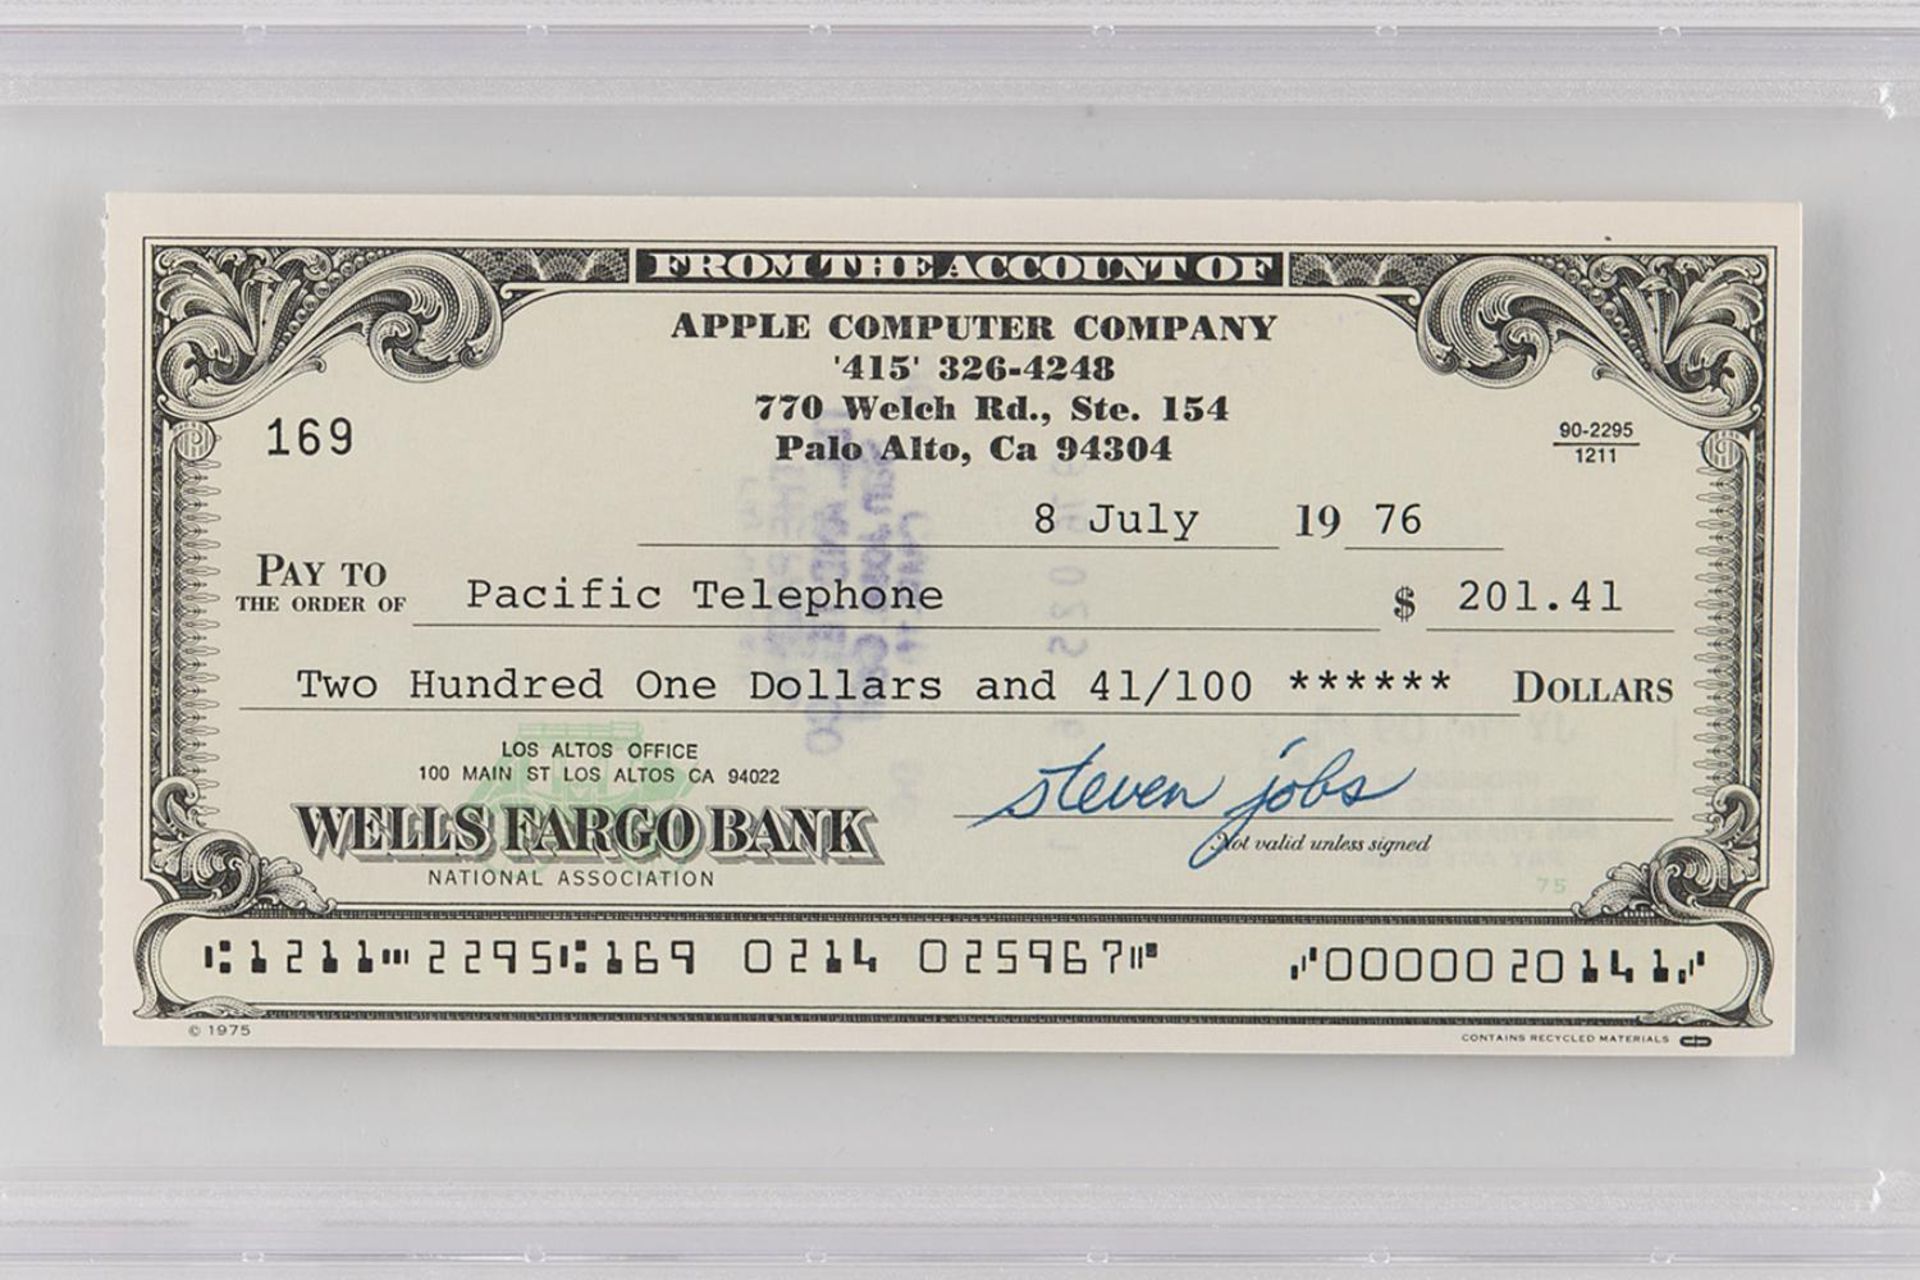 FROM THE ACCOUNT OF
APPLE COMPUTER COMPANY
'415' 326-4248
770 Welch Rd., Ste. 154
Palo Alto, Ca 94304
169
90-2295
1211
8 July 19 76
PAY TO
THE ORDER OF Pacific Telephone $ 201.41
Two Hundred One Dollars and 41/100 ****** DOLLARS
LOS ALTOS OFFICE
100 MAIN ST LOS ALTOS CA 94022
WELLS FARGO BANK
NATIONAL ASSOCIATION
steven jobs
Not valid unless signed
75
⑆1211⑉2295⑆169 0214 025967⑈ ⑇0000020141⑇
© 1975
CONTAINS RECYCLED MATERIALS